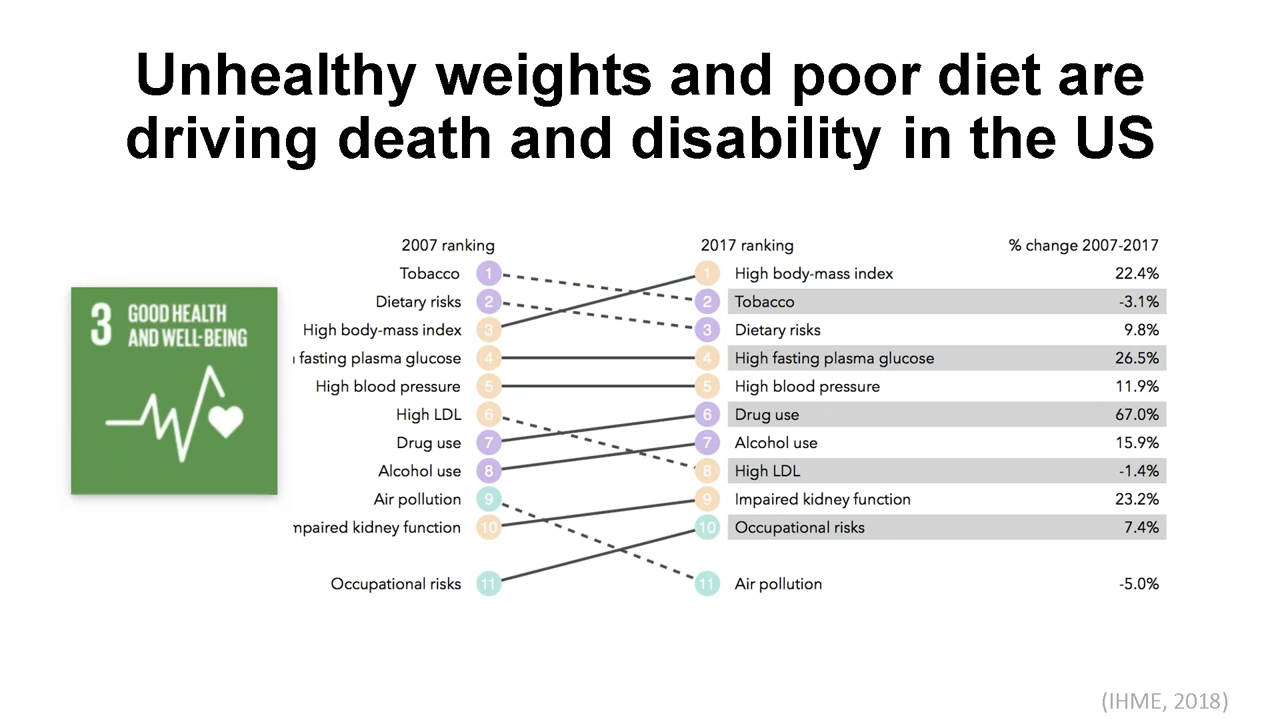 Unhealthy weights and poor diet are
driving death and disability in the US
2007 ranking 2017 ranking % change 2007-2017
Tobacco 1 1 High body-mass index 22.4%
Dietary risks 2 2 Tobacco -3.1%
High body-mass index 3 3 Dietary risks 9.8%
fasting plasma glucose 4 4 High fasting plasma glucose 26.5%
High blood pressure 5 5 High blood pressure 11.9%
High LDL 6 6 Drug use 67.0%
Drug use 7 7 Alcohol use 15.9%
Alcohol use 8 8 High LDL -1.4%
Air pollution 9 9 Impaired kidney function 23.2%
mpaired kidney function 10 10 Occupational risks 7.4%
Occupational risks 11 11 Air pollution -5.0%
3 GOOD HEALTH
AND WELL-BEING
(IHME, 2018)